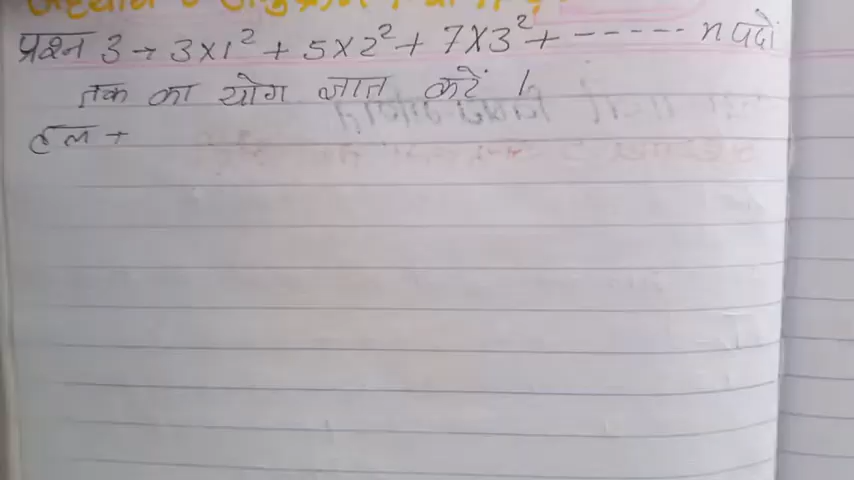 प्रश्न 3 → 3×1² + 5×2² + 7×3² + ------ n पदों
तक का योग ज्ञात करें ।
हल →